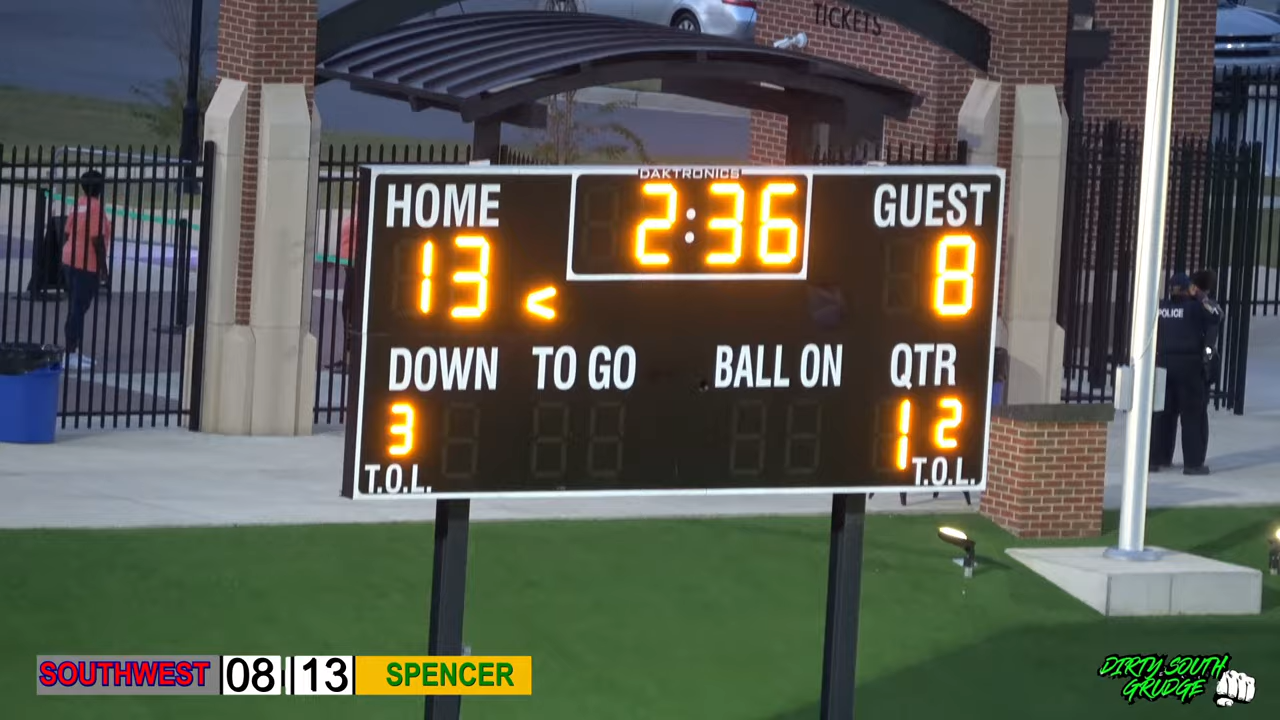 TICKETS
DAKTRONICS
HOME 2:36 GUEST
13 < 8
DOWN TO GO BALL ON QTR
3 1 2
T.O.L. T.O.L.
POLICE
SOUTHWEST 08 13 SPENCER
DIRTY SOUTH
GRUDGE